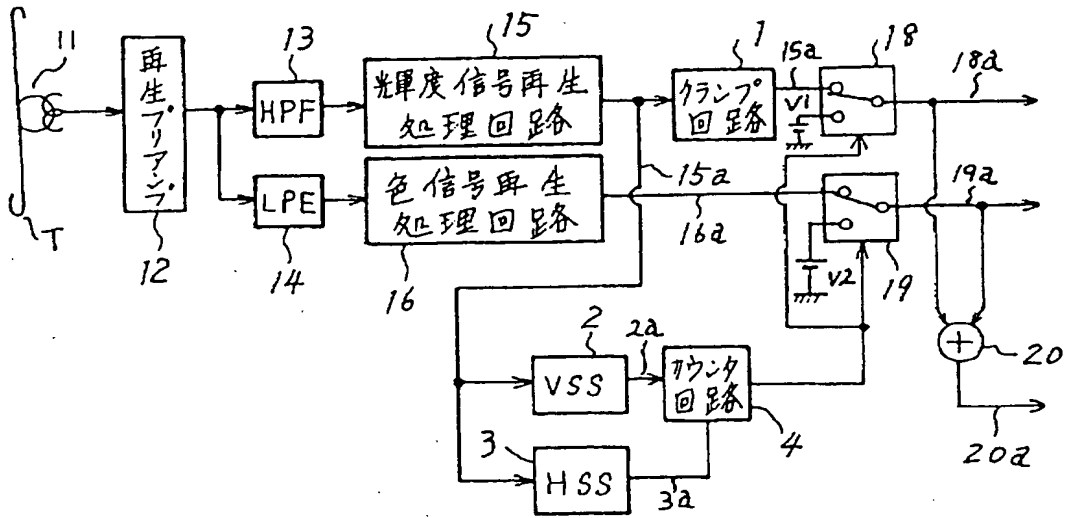 11
T
再生プリアンプ
12
13
HPF
LPE
14
15
輝度信号再生
処理回路
色信号再生
処理回路
16
1
クランプ
回路
15a
V1
18
18a
15a
16a
V2
19
19a
20
20a
2
VSS
2a
カウンタ
回路
4
3
HSS
3a